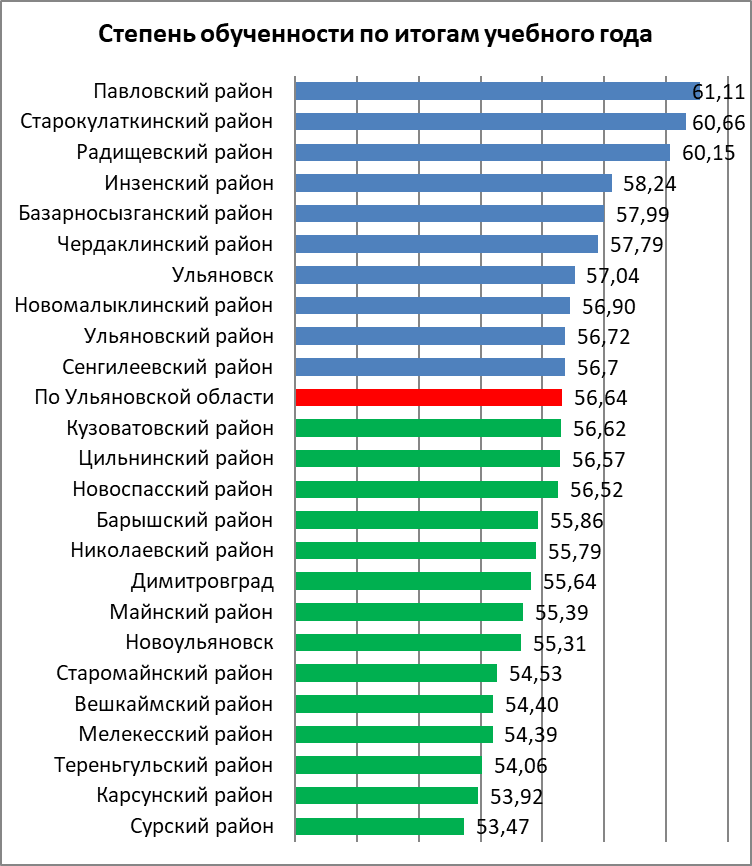 Степень обученности по итогам учебного года
Павловский район 61,11
Старокулаткинский район 60,66
Радищевский район 60,15
Инзенский район 58,24
Базарносызганский район 57,99
Чердаклинский район 57,79
Ульяновск 57,04
Новомалыклинский район 56,90
Ульяновский район 56,72
Сенгилеевский район 56,7
По Ульяновской области 56,64
Кузоватовский район 56,62
Цильнинский район 56,57
Новоспасский район 56,52
Барышский район 55,86
Николаевский район 55,79
Димитровград 55,64
Майнский район 55,39
Новоульяновск 55,31
Старомайнский район 54,53
Вешкаймский район 54,40
Мелекесский район 54,39
Тереньгульский район 54,06
Карсунский район 53,92
Сурский район 53,47